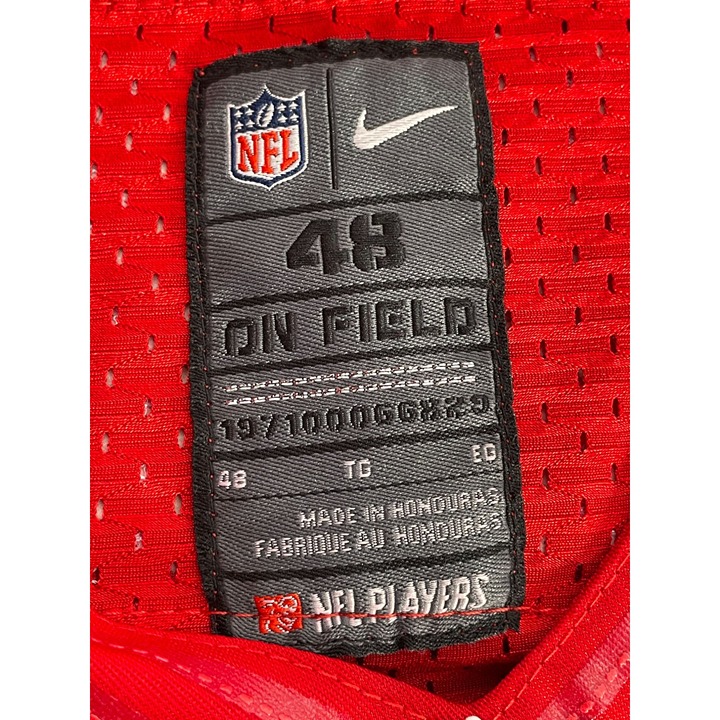 NFL
48
ON FIELD
48 TG EG
MADE IN HONDURAS
FABRIQUE AU HONDURAS
NFL PLAYERS